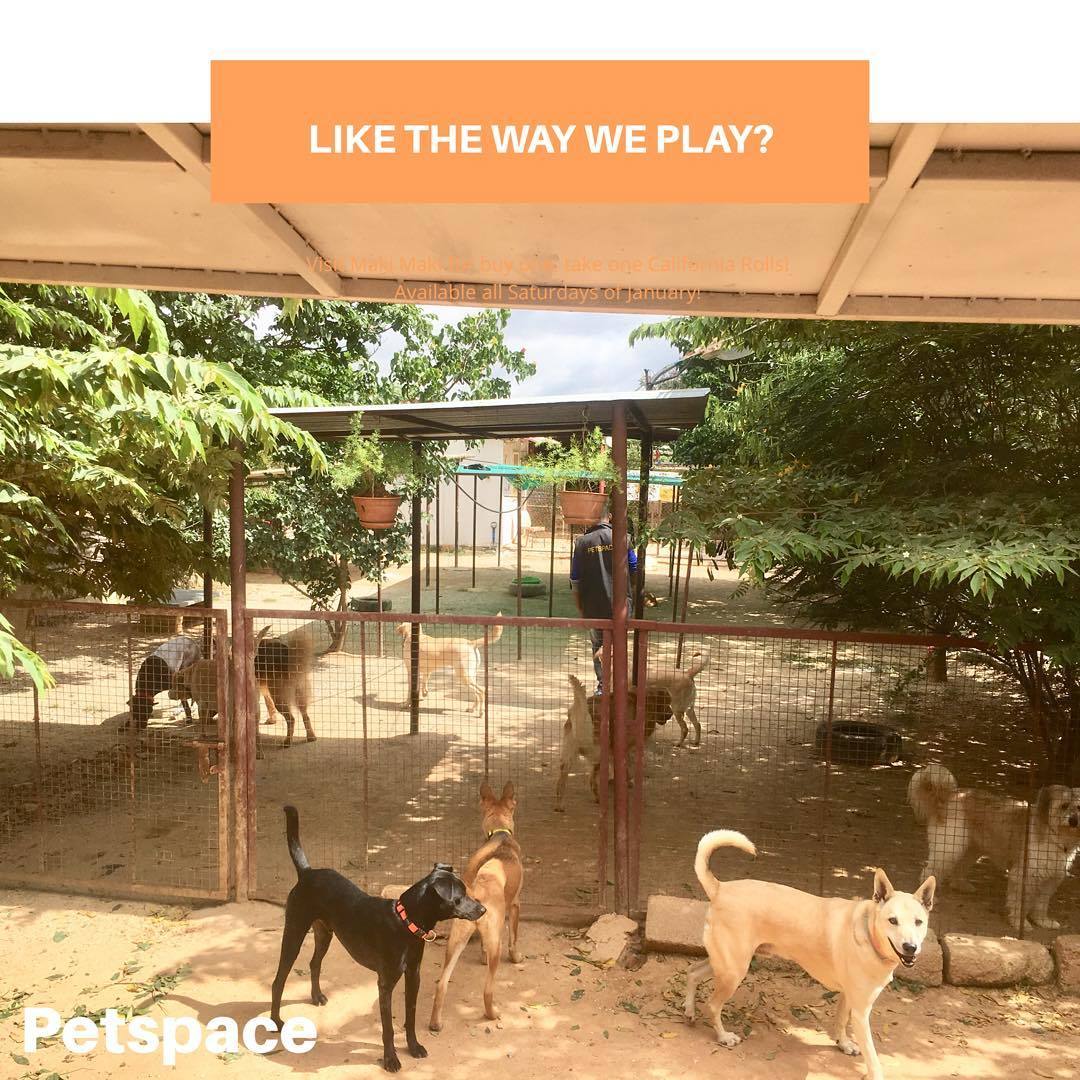 LIKE THE WAY WE PLAY?
Visit Maki Maki for buy one, take one California Rolls!
Available all Saturdays of January!
PETSPACE
Petspace